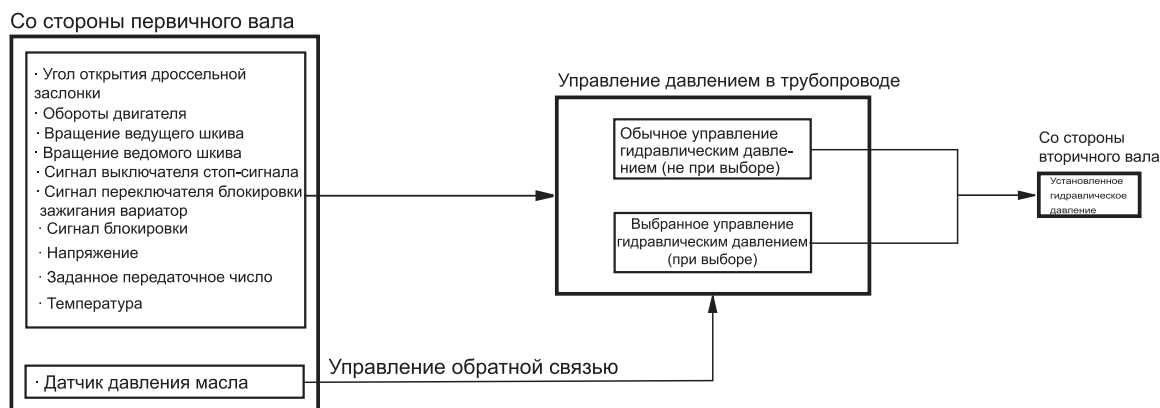 Со стороны первичного вала
· Угол открытия дроссельной
заслонки
· Обороты двигателя
· Вращение ведущего шкива
· Вращение ведомого шкива
· Сигнал выключателя стоп-сигнала
· Сигнал переключателя блокировки
зажигания вариатор
· Сигнал блокировки
· Напряжение
· Заданное передаточное число
· Температура
· Датчик давления масла
Управление обратной связью
Управление давлением в трубопроводе
Обычное управление
гидравлическим давле-
нием (не при выборе)
Выбранное управление
гидравлическим давлением
(при выборе)
Со стороны
вторичного вала
Установленное
гидравлическое
давление